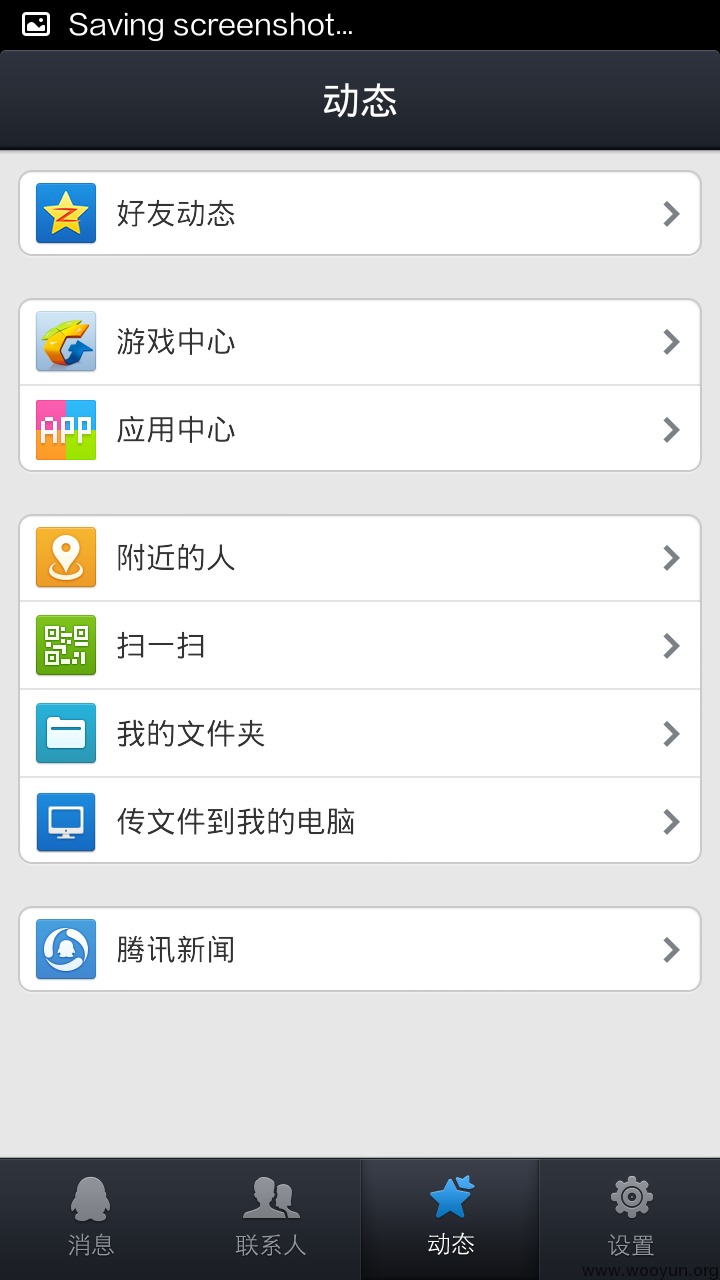 Saving screenshot...
动态
好友动态
游戏中心
APP
应用中心
附近的人
扫一扫
我的文件夹
传文件到我的电脑
腾讯新闻
消息
联系人
动态
设置
www.wooyun.org